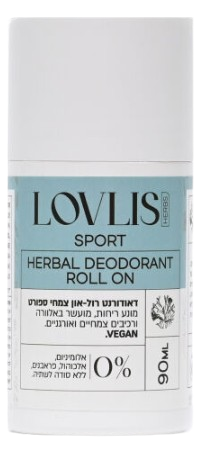 LOVLIS
HERBS
SPORT
HERBAL DEODORANT
ROLL ON
דאודורנט רול-און צמחי ספורט
מונע ריחות, מועשר באלוורה
ורכיבים צמחיים ואורגניים.
VEGAN.
אלומיניום,
אלכוהול, פראבנים,
ללא סודה לשתיה.
0%
90ML